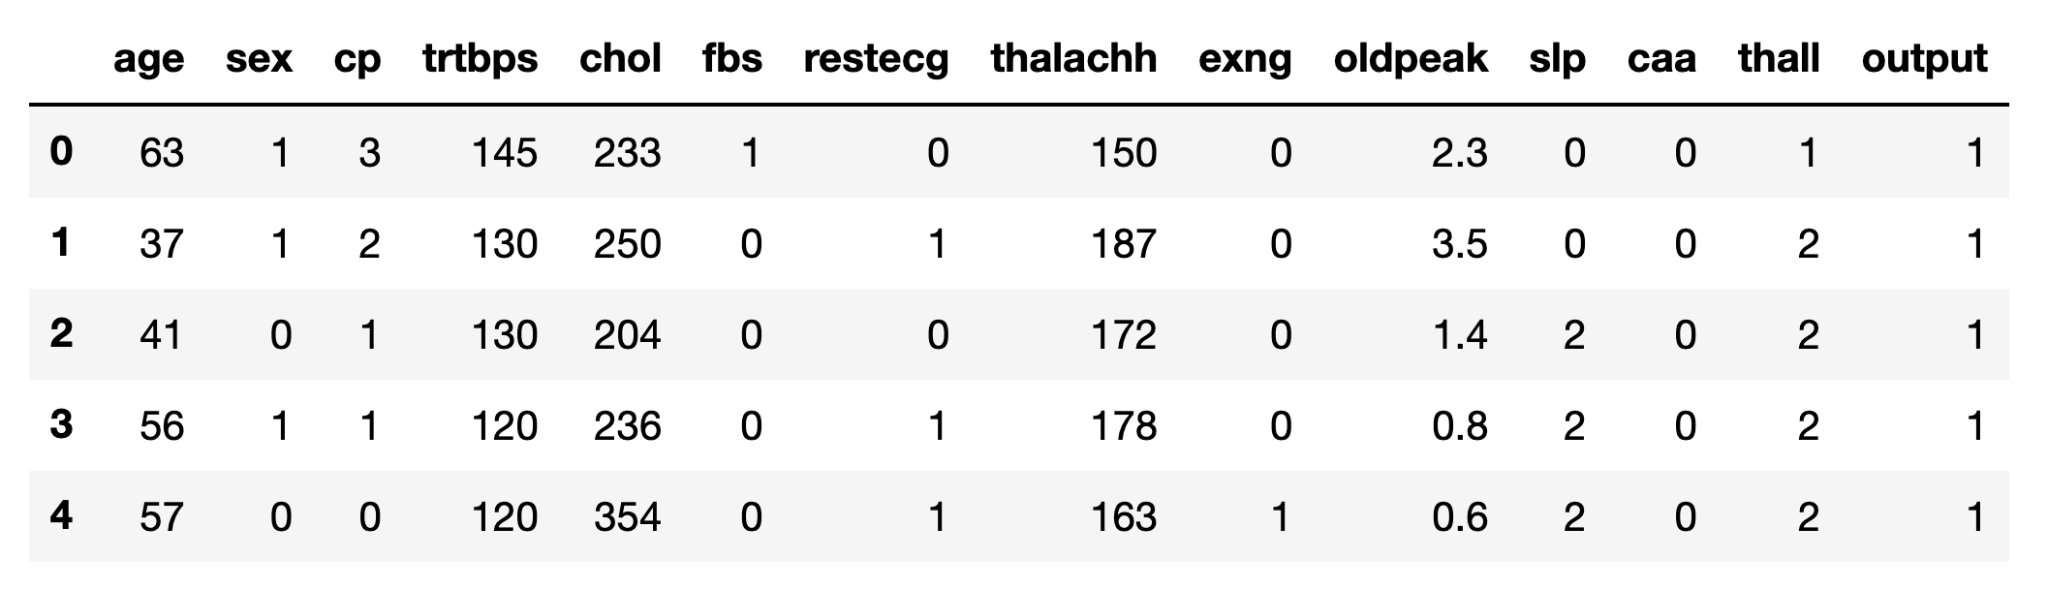 age sex cp trtbps chol fbs restecg thalachh exng oldpeak slp caa thall output
0 63 1 3 145 233 1 0 150 0 2.3 0 0 1 1
1 37 1 2 130 250 0 1 187 0 3.5 0 0 2 1
2 41 0 1 130 204 0 0 172 0 1.4 2 0 2 1
3 56 1 1 120 236 0 1 178 0 0.8 2 0 2 1
4 57 0 0 120 354 0 1 163 1 0.6 2 0 2 1